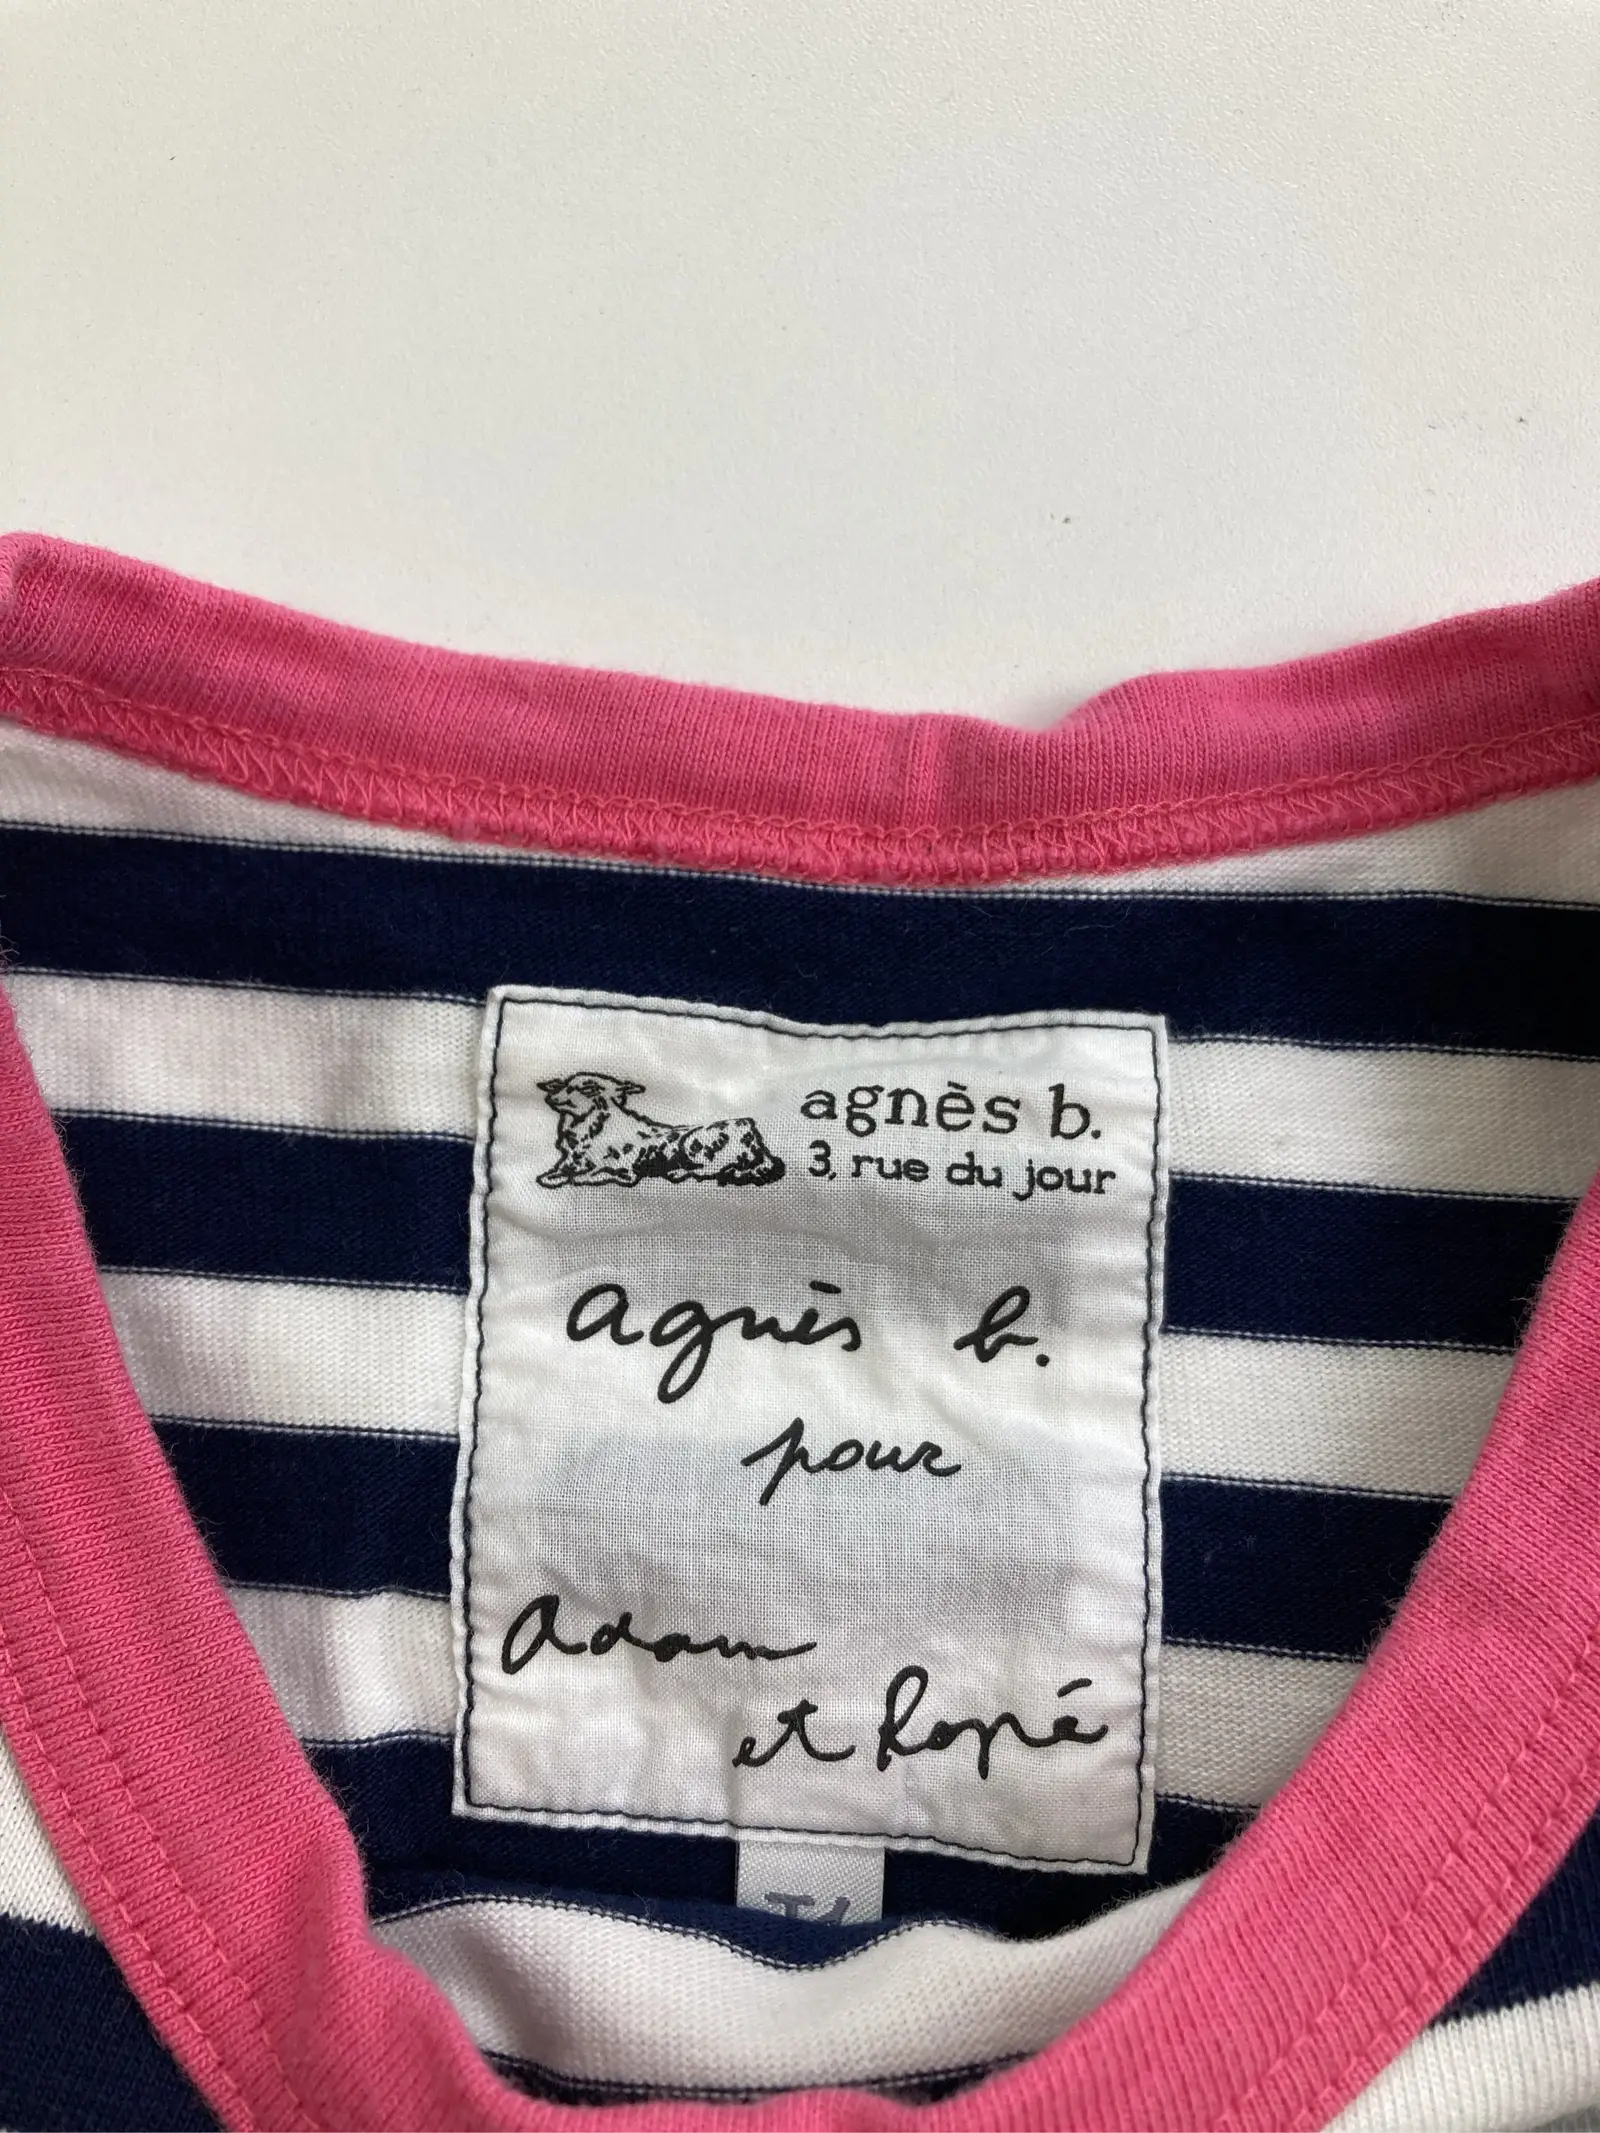 agnès b.
3, rue du jour
agnès b.
pour
Adam
et Ropé